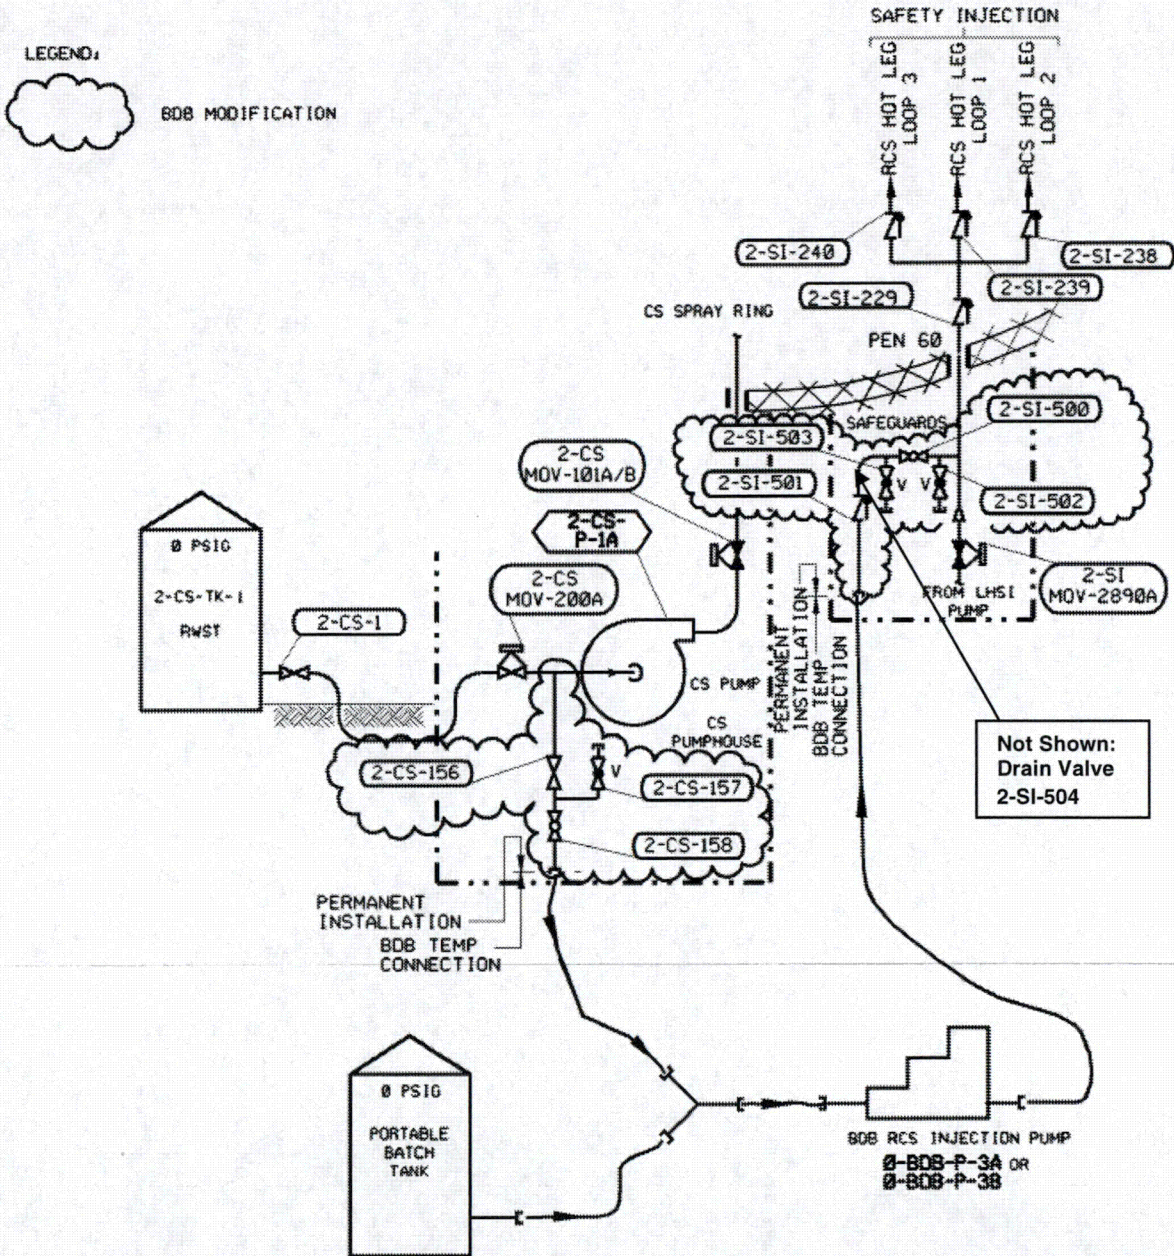 SAFETY INJECTION
LEGEND:
BDB MODIFICATION
RCS HOT LEG
LOOP 3
RCS HOT LEG
LOOP 1
RCS HOT LEG
LOOP 2
2-SI-240
2-SI-238
2-SI-229
2-SI-239
CS SPRAY RING
PEN 60
SAFEGUARDS
2-SI-500
2-SI-503
2-CS
MOV-101A/B
2-SI-501
V
V
2-SI-502
2-CS-
P-1A
0 PSIG
2-CS-TK-1
RWST
2-CS
MOV-200A
2-SI
MOV-2890A
FROM LHSI
PUMP
2-CS-1
PERMANENT
INSTALLATION
BDB TEMP
CONNECTION
CS PUMP
CS
PUMPHOUSE
Not Shown:
Drain Valve
2-SI-504
2-CS-156
V
2-CS-157
2-CS-158
PERMANENT
INSTALLATION
BDB TEMP
CONNECTION
0 PSIG
PORTABLE
BATCH
TANK
BDB RCS INJECTION PUMP
0-BDB-P-3A OR
0-BDB-P-3B